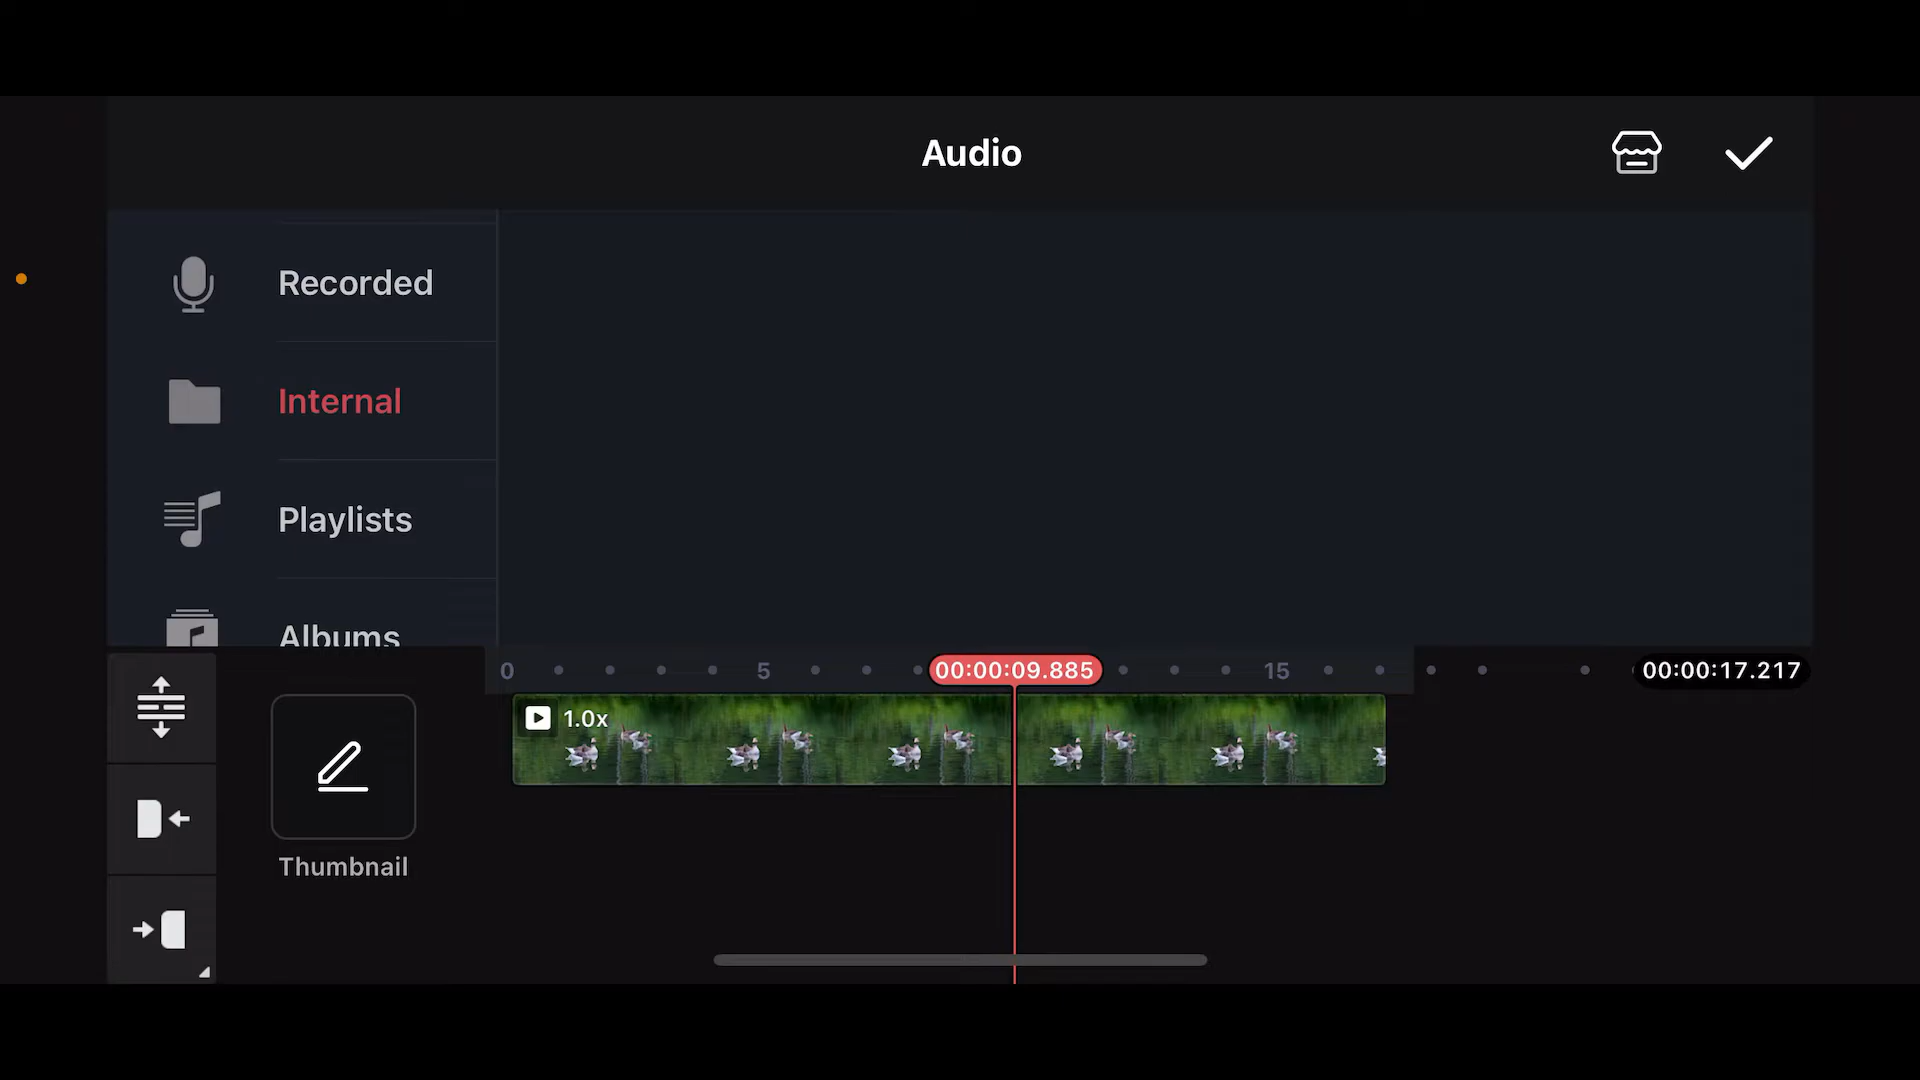 Audio
Recorded
Internal
Playlists
Albums
0
5
00:00:09.885
15
00:00:17.217
1.0x
Thumbnail